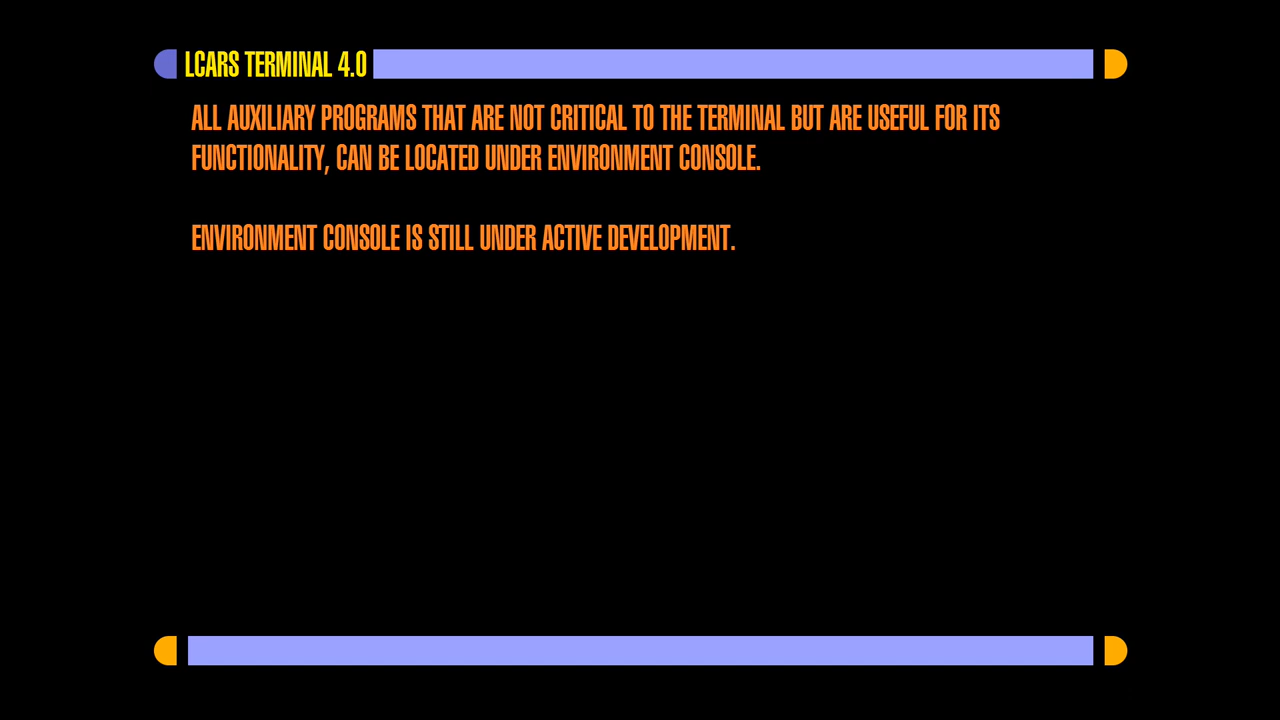 LCARS TERMINAL 4.0
ALL AUXILIARY PROGRAMS THAT ARE NOT CRITICAL TO THE TERMINAL BUT ARE USEFUL FOR ITS
FUNCTIONALITY, CAN BE LOCATED UNDER ENVIRONMENT CONSOLE.
ENVIRONMENT CONSOLE IS STILL UNDER ACTIVE DEVELOPMENT.